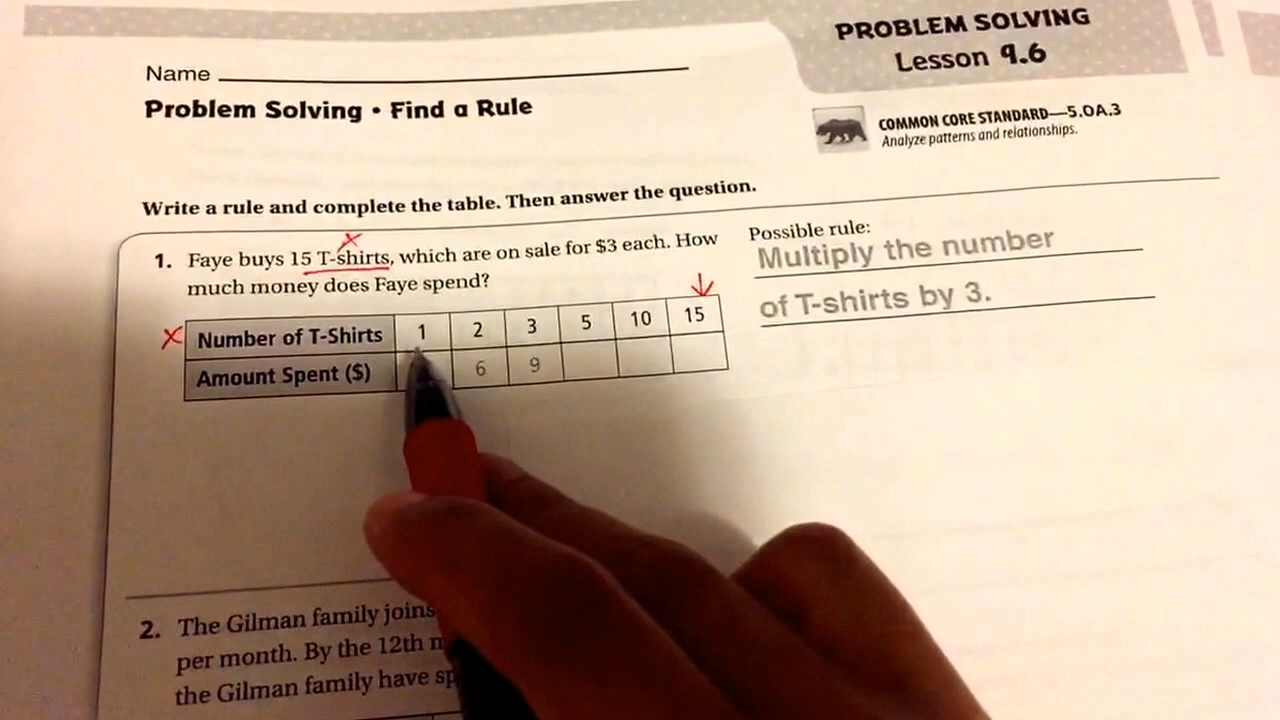 PROBLEM SOLVING
Lesson 9.6
Name
Problem Solving • Find a Rule
COMMON CORE STANDARD—5.OA.3
Analyze patterns and relationships.
Write a rule and complete the table. Then answer the question.
1. Faye buys 15 T-shirts, which are on sale for $3 each. How
much money does Faye spend?
Possible rule:
Multiply the number
of T-shirts by 3.
x
x Number of T-Shirts 1 2 3 5 10 15
Amount Spent ($) 6 9
2. The Gilman family joins
per month. By the 12th
the Gilman family have